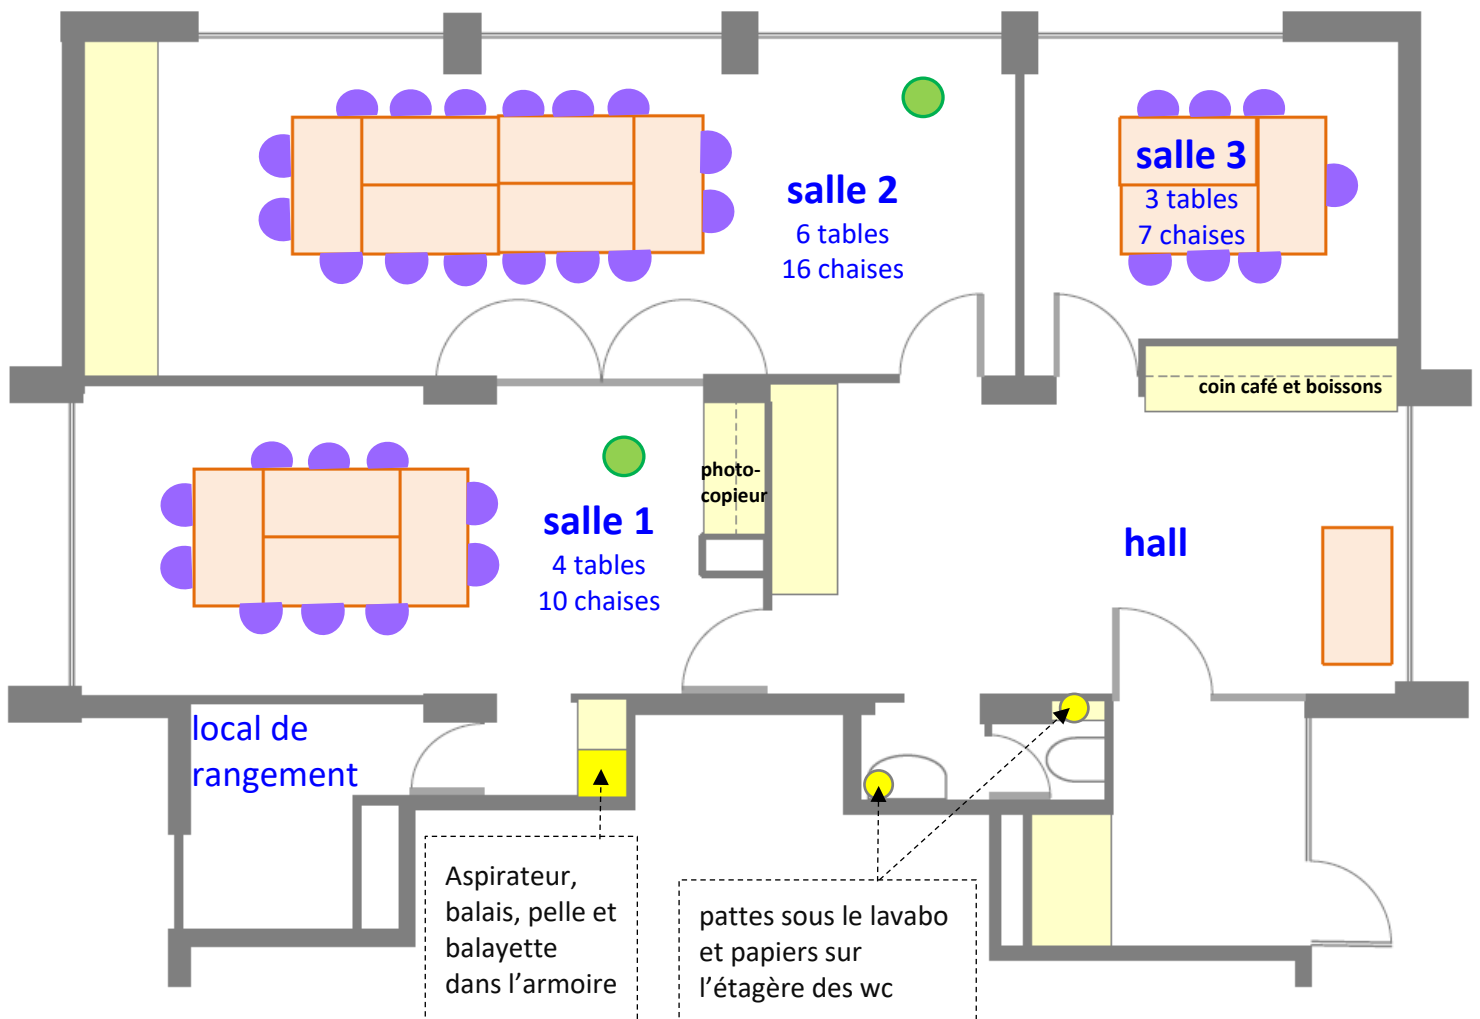 salle 2
6 tables
16 chaises
salle 3
3 tables
7 chaises
coin café et boissons
photo-
copieur
salle 1
4 tables
10 chaises
hall
local de
rangement
Aspirateur,
balais, pelle et
balayette
dans l’armoire
pattes sous le lavabo
et papiers sur
l’étagère des wc